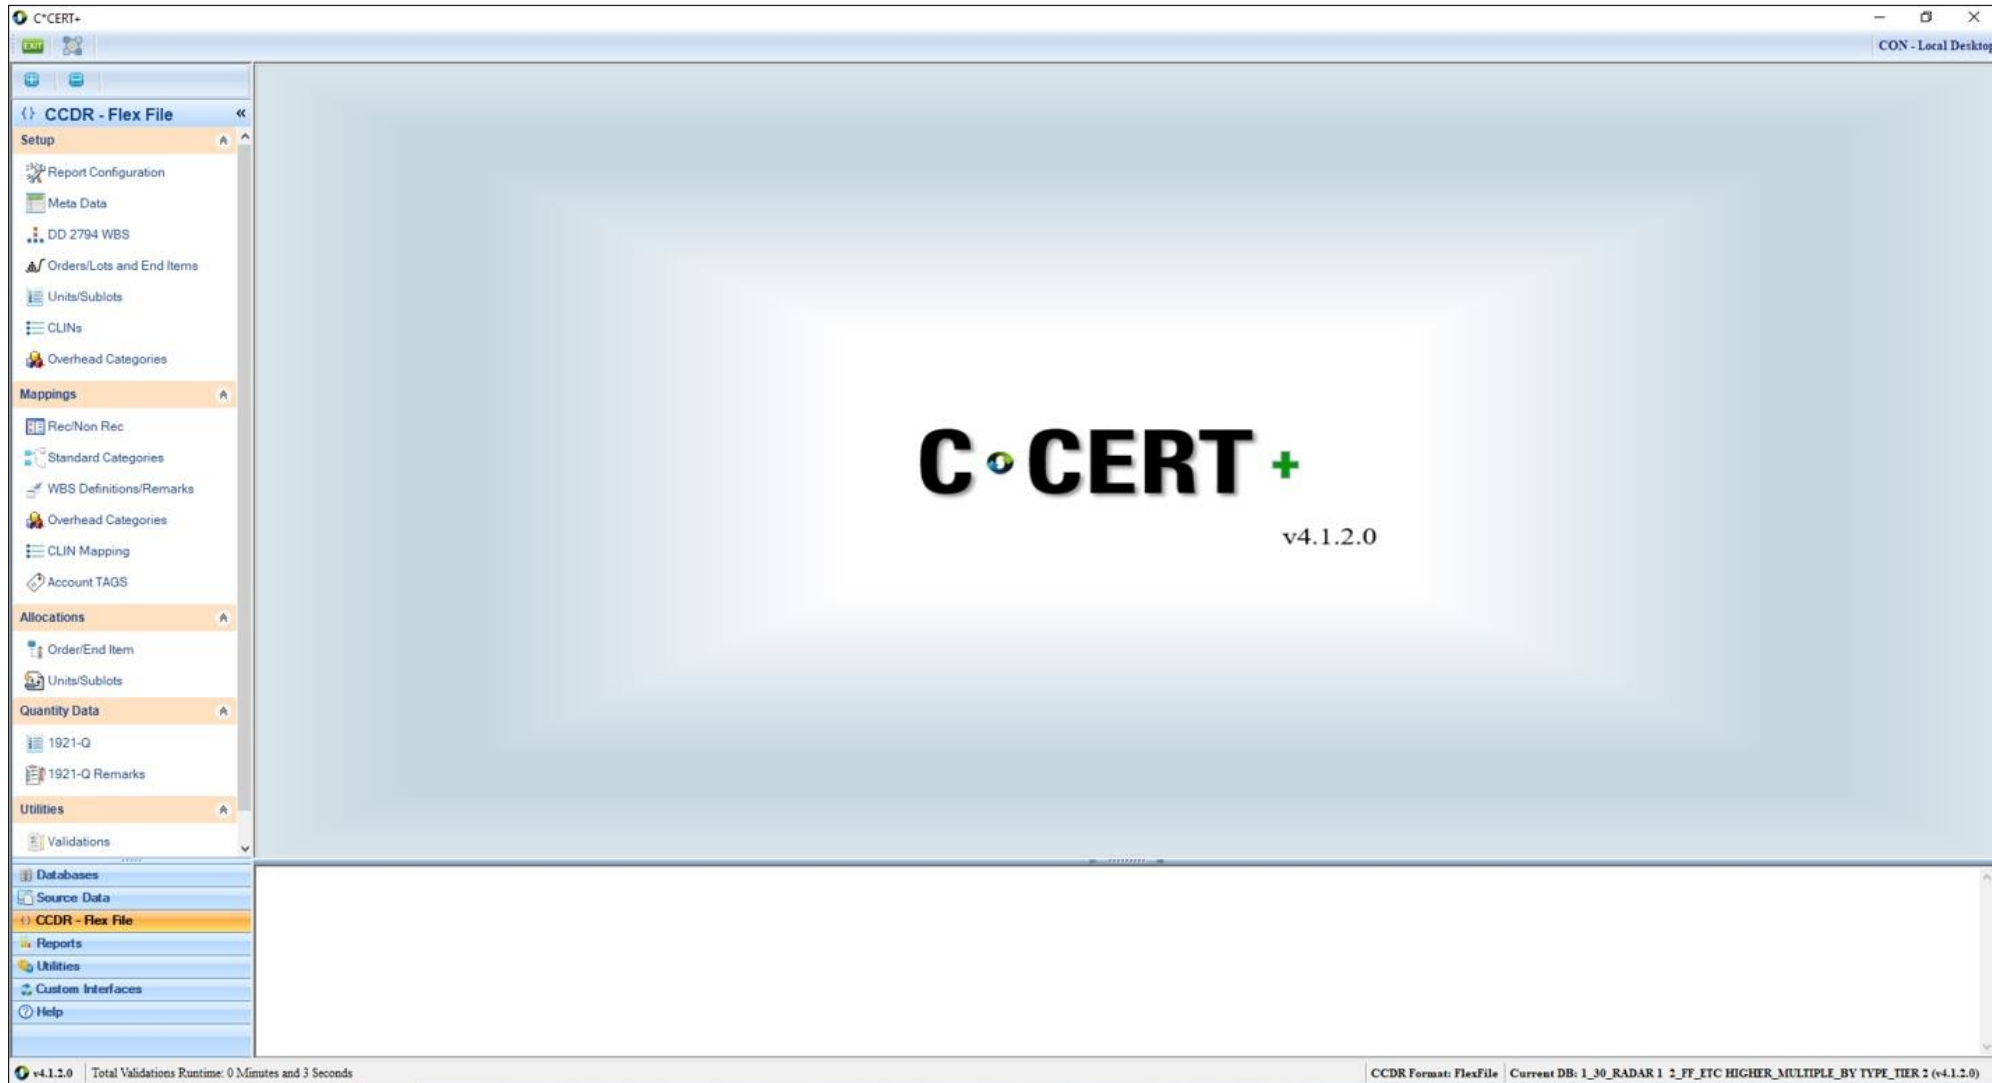 C*CERT+
EXIT
CON - Local Desktop
CCDR - Flex File
Setup
Report Configuration
Meta Data
DD 2794 WBS
Orders/Lots and End Items
Units/Sublots
CLINs
Overhead Categories
Mappings
Rec/Non Rec
Standard Categories
WBS Definitions/Remarks
Overhead Categories
CLIN Mapping
Account TAGS
Allocations
Order/End Item
Units/Sublots
Quantity Data
1921-Q
1921-Q Remarks
Utilities
Validations
Databases
Source Data
CCDR - Flex File
Reports
Utilities
Custom Interfaces
Help
C•CERT+
v4.1.2.0
v4.1.2.0 Total Validations Runtime: 0 Minutes and 3 Seconds CCDR Format: FlexFile Current DB: 1_30_RADAR 1 2_FF_ETC HIGHER_MULTIPLE_BY TYPE_TIER 2 (v4.1.2.0)